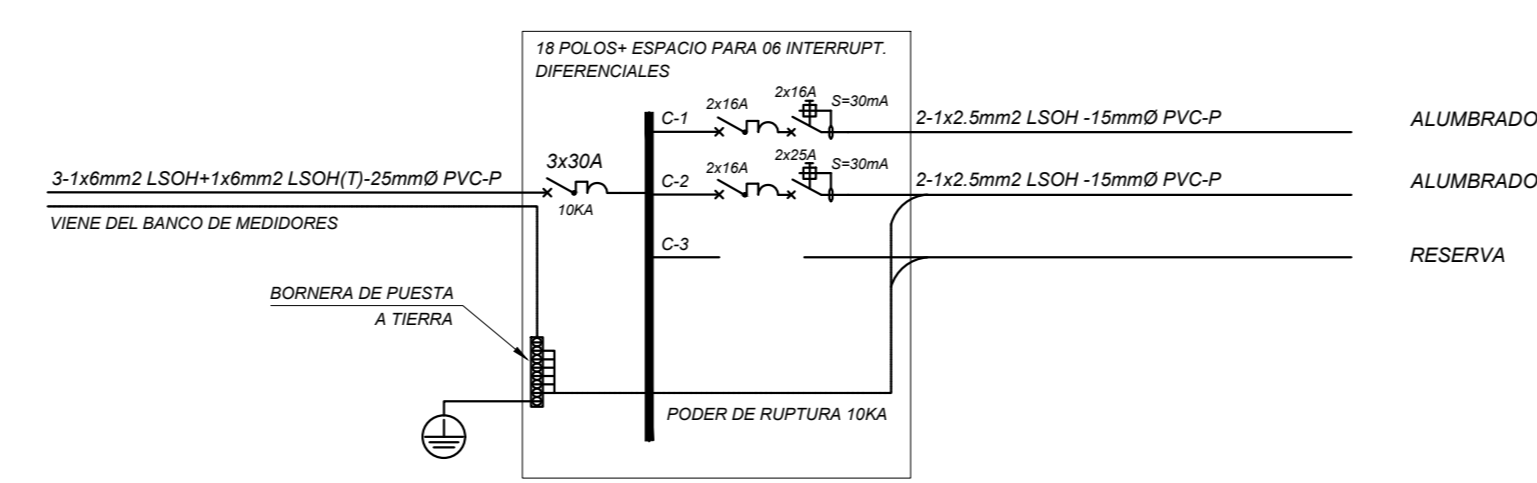 18 POLOS+ ESPACIO PARA 06 INTERRUPT.
DIFERENCIALES
C-1
2x16A
2x16A
S=30mA
2-1x2.5mm2 LSOH -15mmØ PVC-P
ALUMBRADO
3-1x6mm2 LSOH+1x6mm2 LSOH(T)-25mmØ PVC-P
3x30A
10KA
C-2
2x16A
2x25A
S=30mA
2-1x2.5mm2 LSOH -15mmØ PVC-P
ALUMBRADO
VIENE DEL BANCO DE MEDIDORES
C-3
RESERVA
BORNERA DE PUESTA
A TIERRA
PODER DE RUPTURA 10KA